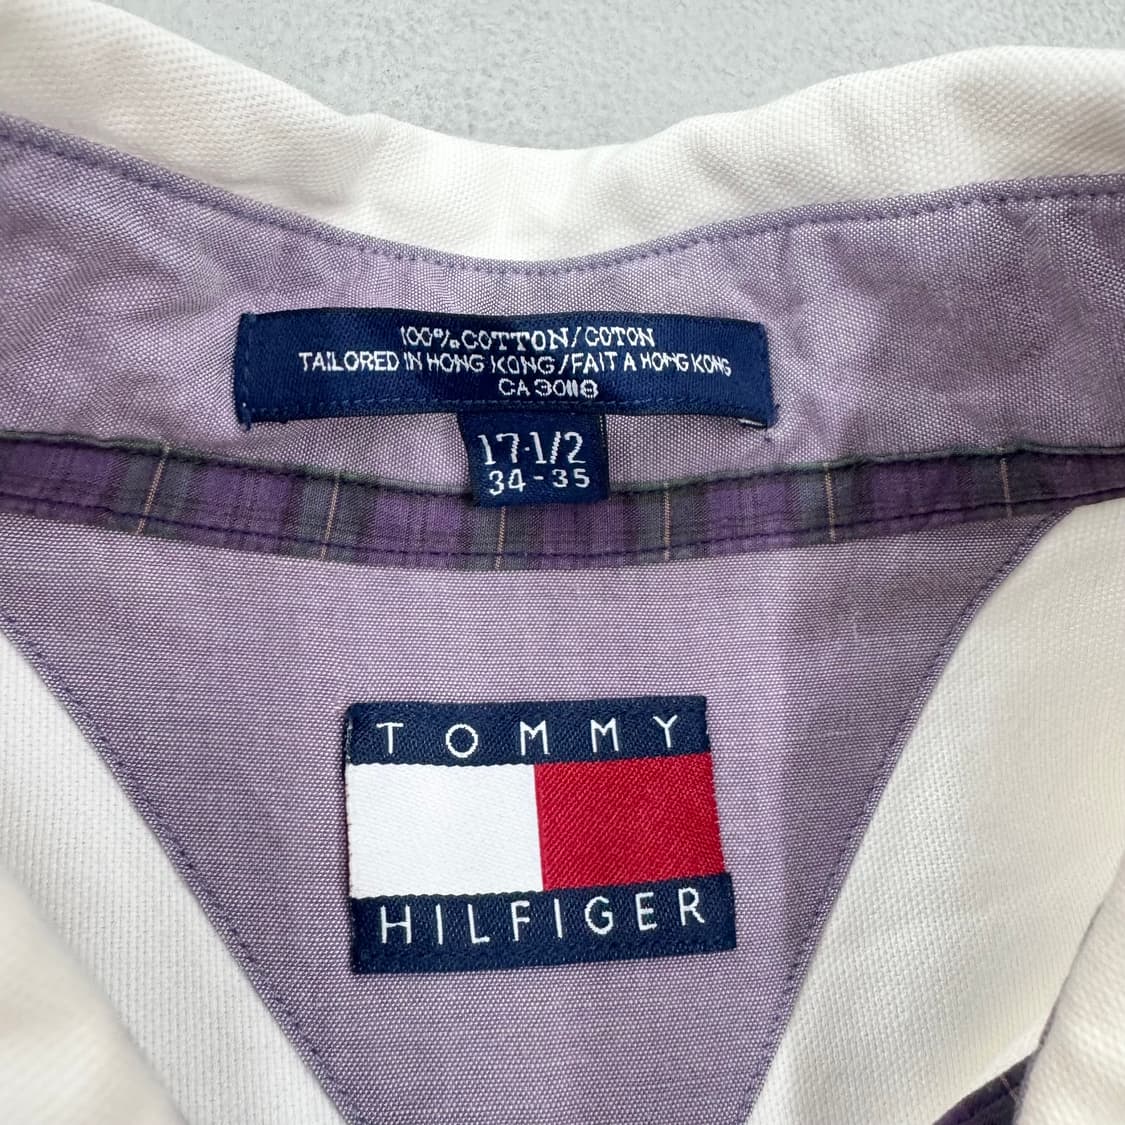 100% COTTON/COTON
TAILORED IN HONG KONG/FAIT A HONG KONG
CA 30118
17-1/2
34-35
TOMMY
HILFIGER